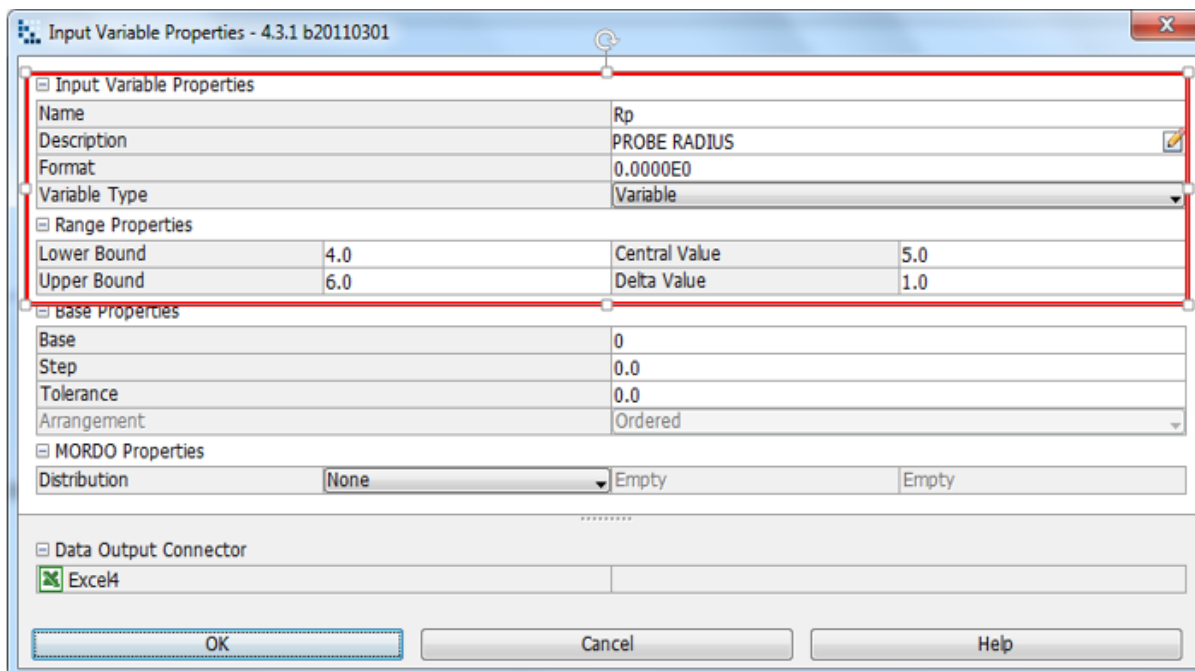 Input Variable Properties - 4.3.1 b20110301
Input Variable Properties
Name Rp
Description PROBE RADIUS
Format 0.0000E0
Variable Type Variable
Range Properties
Lower Bound 4.0 Central Value 5.0
Upper Bound 6.0 Delta Value 1.0
Base Properties
Base 0
Step 0.0
Tolerance 0.0
Arrangement Ordered
MORDO Properties
Distribution None Empty Empty
Data Output Connector
Excel4
OK Cancel Help